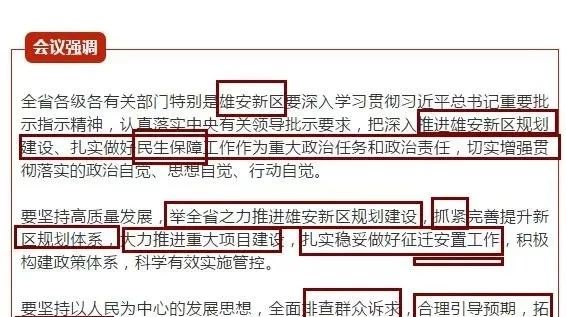 会议强调
全省各级各有关部门特别是雄安新区要深入学习贯彻习近平总书记重要批
示指示精神，认真落实中央有关领导批示要求，把深入推进雄安新区规划
建设、扎实做好民生保障工作作为重大政治任务和政治责任，切实增强贯
彻落实的政治自觉、思想自觉、行动自觉。
要坚持高质量发展，举全省之力推进雄安新区规划建设，抓紧完善提升新
区规划体系，大力推进重大项目建设，扎实稳妥做好征迁安置工作，积极
构建政策体系，科学有效实施管控。
要坚持以人民为中心的发展思想，全面排查群众诉求，合理引导预期，拓